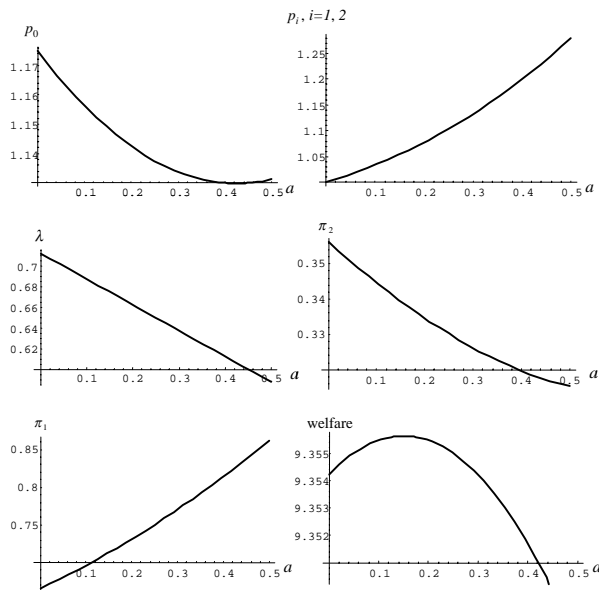 p₀
1.17
1.16
1.15
1.14
0.1 0.2 0.3 0.4 0.5 a
pᵢ, i=1, 2
1.25
1.2
1.15
1.1
1.05
0.1 0.2 0.3 0.4 0.5 a
λ
0.7
0.68
0.66
0.64
0.62
0.1 0.2 0.3 0.4 0.5 a
π₂
0.35
0.34
0.33
0.1 0.2 0.3 0.4 0.5 a
π₁
0.85
0.8
0.75
0.1 0.2 0.3 0.4 0.5 a
welfare
9.355
9.354
9.353
9.352
0.1 0.2 0.3 0.4 0.5 a